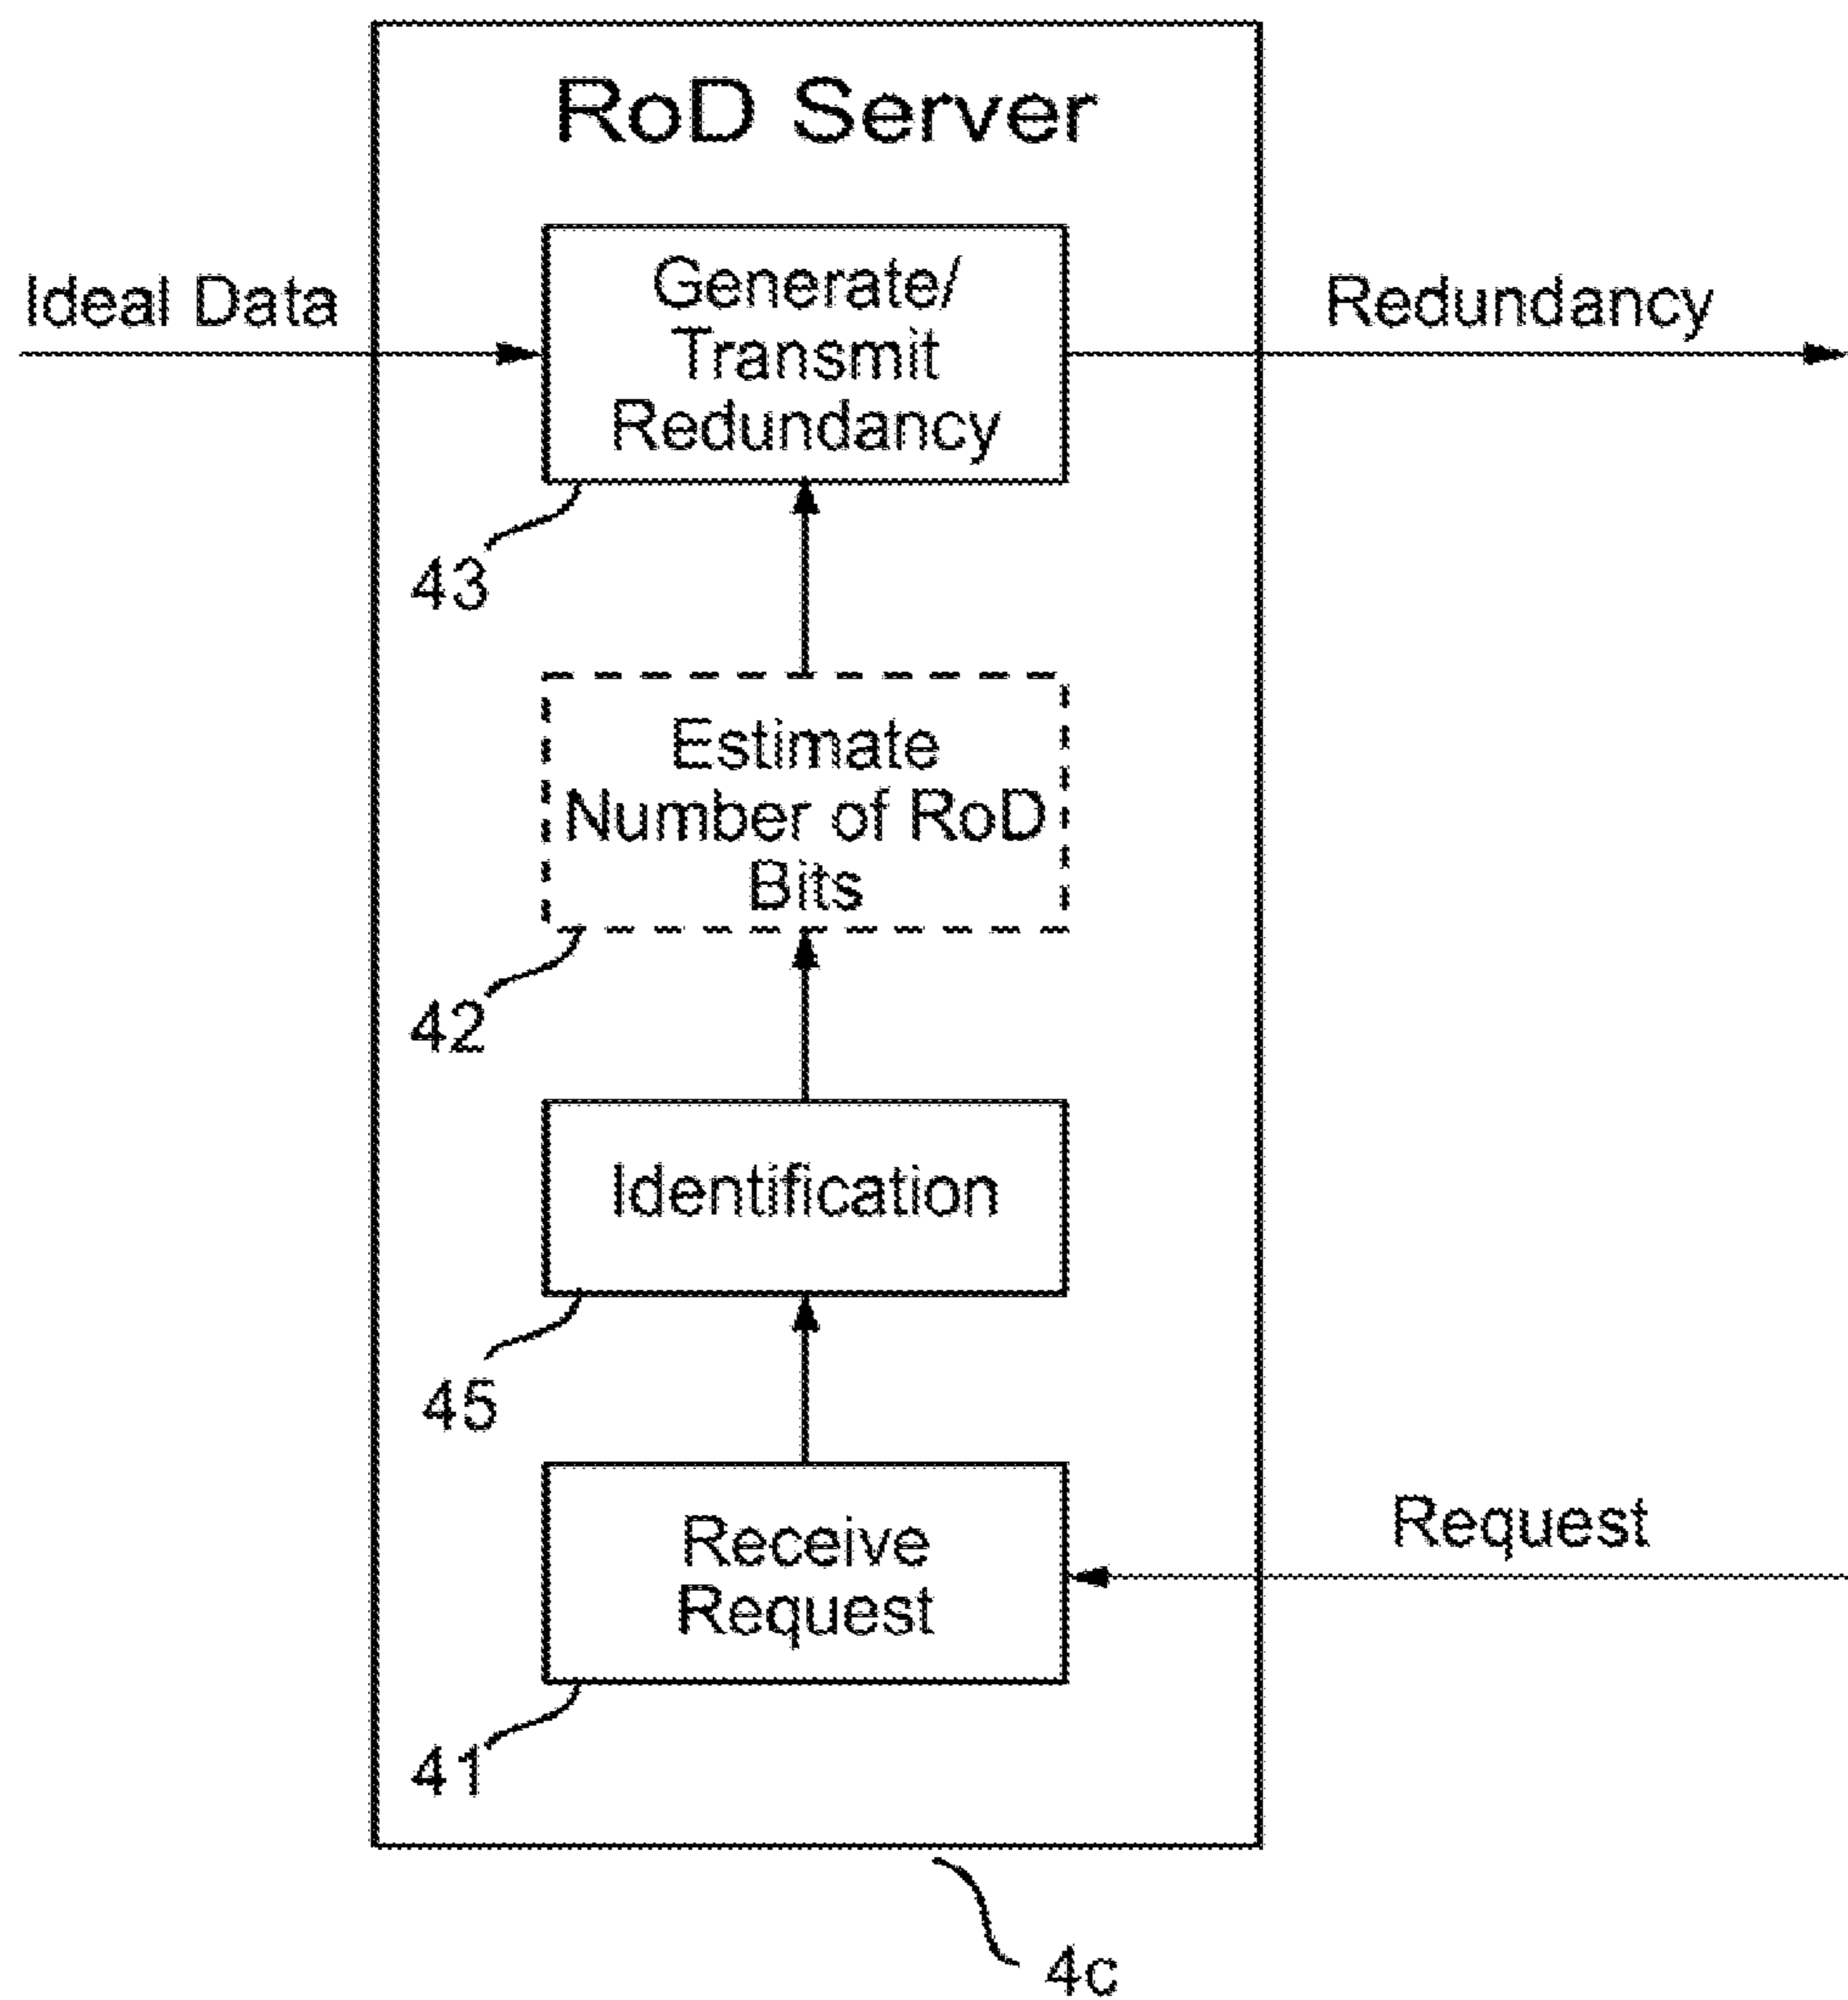 RoD Server
Ideal Data
Generate/
Transmit
Redundancy
Redundancy
43
Estimate
Number of RoD
Bits
42
Identification
45
Receive
Request
Request
41
4c